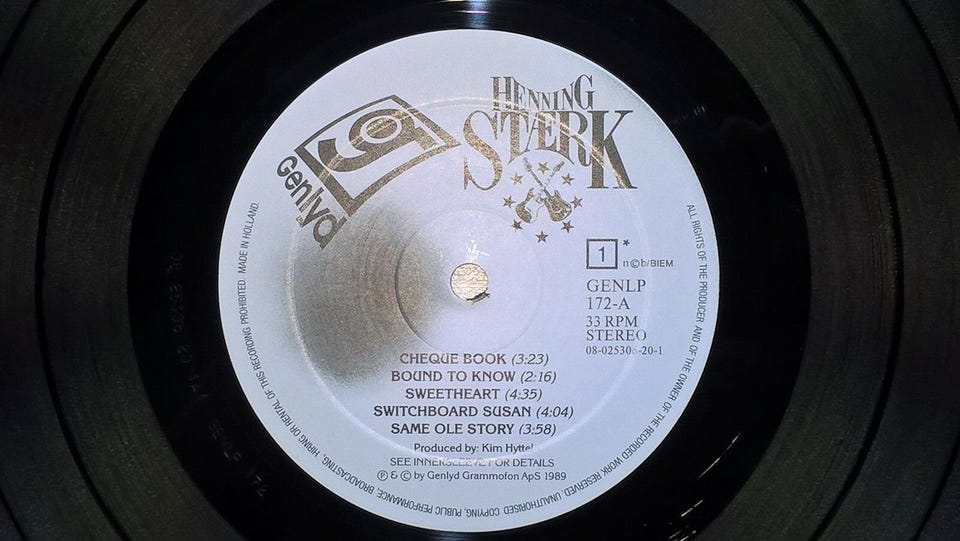 HENNING
STÆRK
Genlyd
1 *
n©b/BIEM
GENLP
172-A
33 RPM
STEREO
08-025306-20-1
CHEQUE BOOK (3:23)
BOUND TO KNOW (2:16)
SWEETHEART (4:35)
SWITCHBOARD SUSAN (4:04)
SAME OLE STORY (3:58)
Produced by: Kim Hyttel
SEE INNERSLEEVE FOR DETAILS
℗ & © by Genlyd Grammofon ApS 1989
ALL RIGHTS OF THE PRODUCER AND OF THE OWNER OF THE RECORDED WORK RESERVED. UNAUTHORISED COPYING, PUBLIC PERFORMANCE, BROADCASTING, HIRING OR RENTAL OF THIS RECORDING PROHIBITED. MADE IN HOLLAND.